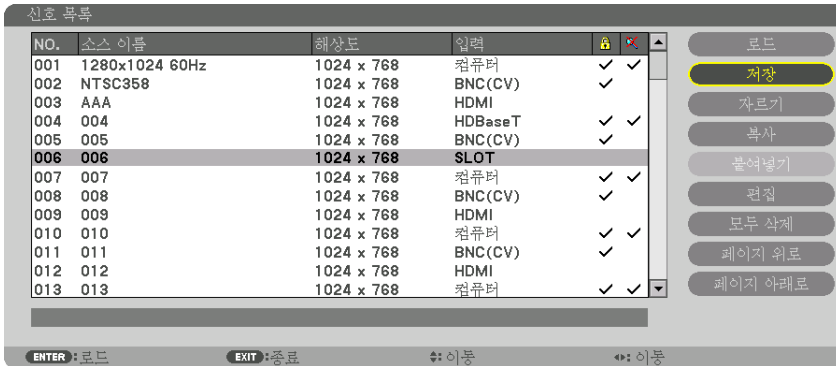 신호 목록
NO. 소스 이름 해상도 입력
001 1280x1024 60Hz 1024 x 768 컴퓨터 ✓ ✓
002 NTSC358 1024 x 768 BNC(CV) ✓
003 AAA 1024 x 768 HDMI
004 004 1024 x 768 HDBaseT ✓ ✓
005 005 1024 x 768 BNC(CV) ✓
006 006 1024 x 768 SLOT
007 007 1024 x 768 컴퓨터 ✓ ✓
008 008 1024 x 768 BNC(CV) ✓
009 009 1024 x 768 HDMI
010 010 1024 x 768 컴퓨터 ✓ ✓
011 011 1024 x 768 BNC(CV) ✓
012 012 1024 x 768 HDMI
013 013 1024 x 768 컴퓨터 ✓ ✓
로드
저장
자르기
복사
붙여넣기
편집
모두 삭제
페이지 위로
페이지 아래로
ENTER :로드 EXIT :종료 :이동 :이동